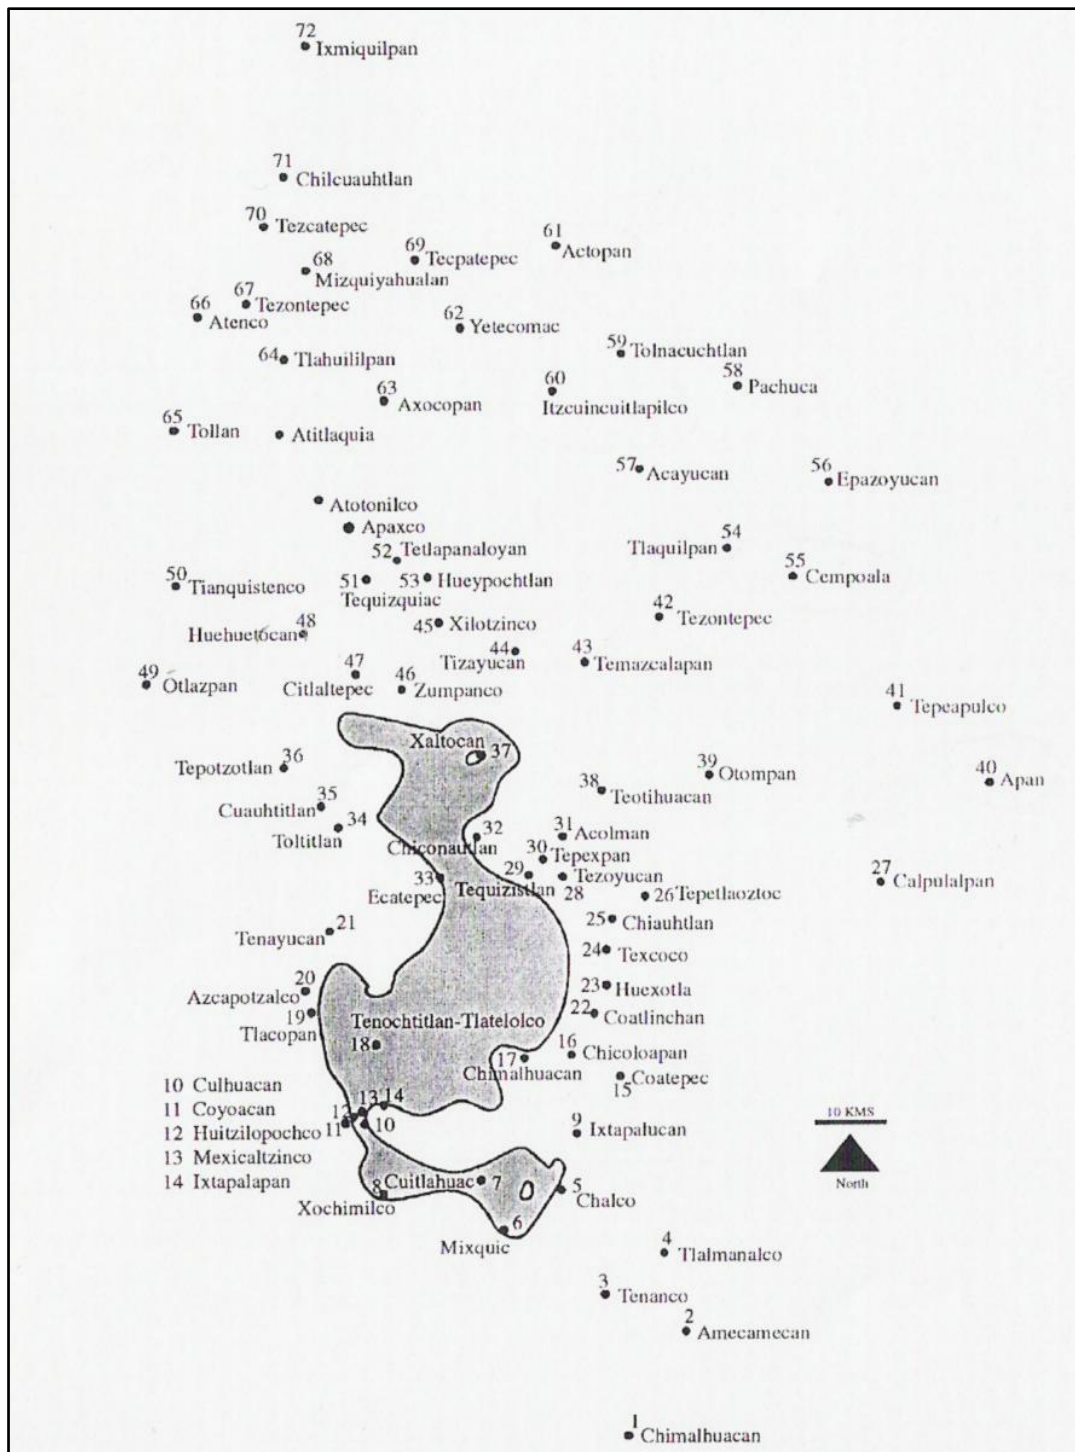 72
Ixmiquilpan
71
Chilcuauhtlan
70
Tezcatepec
61
Actopan
69
Tecpatepec
68
Mizquiyahualan
67
Tezontepec
66
Atenco
62
Yetecomac
59
Tolnacuchtlan
64
Tlahuililpan
58
Pachuca
60
Itzcuincuitlapilco
63
Axocopan
65
Tollan
Atitlaquia
57
Acayucan
56
Epazoyucan
Atotonilco
Apaxco
54
Tlaquilpan
52
Tetlapanaloyan
55
Cempoala
50
Tianquistenco
51
Tequizquiac
53
Hueypochtlan
42
Tezontepec
48
Huehuetocan
45
Xilotzinco
44
Tizayucan
43
Temazcalapan
49
Otlazpan
47
Citlaltepec
46
Zumpanco
41
Tepeapulco
Xaltocan
37
36
Tepotzotlan
39
Otompan
40
Apan
38
Teotihuacan
35
Cuauhtitlan
34
Toltitlan
32
Chiconautlan
31
Acolman
30
Tepexpan
29
Tequizistlan
Tezoyucan
28
33
Ecatepec
27
Calpulalpan
26 Tepetlaoztoc
25
Chiauhtlan
21
Tenayucan
24
Texcoco
20
Azcapotzalco
23
Huexotla
19
Tlacopan
22
Coatlinchan
Tenochtitlan-Tlatelolco
18
16
Chicoloapan
17
Chimalhuacan
15
Coatepec
10 Culhuacan
11 Coyoacan
12 Huitzilopochco
13 Mexicaltzinco
14 Ixtapalapan
12
13
14
11
10
9
Ixtapalucan
10 KMS
North
8
Xochimilco
Cuitlahuac
7
5
Chalco
6
Mixquic
4
Tlalmanalco
3
Tenanco
2
Amecamecan
1
Chimalhuacan